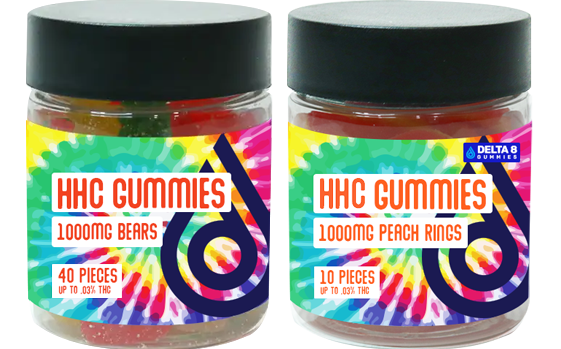 HHC GUMMIES
1000MG BEARS
40 PIECES
UP TO .03% THC
DELTA 8
GUMMIES
HHC GUMMIES
1000MG PEACH RINGS
10 PIECES
UP TO .03% THC